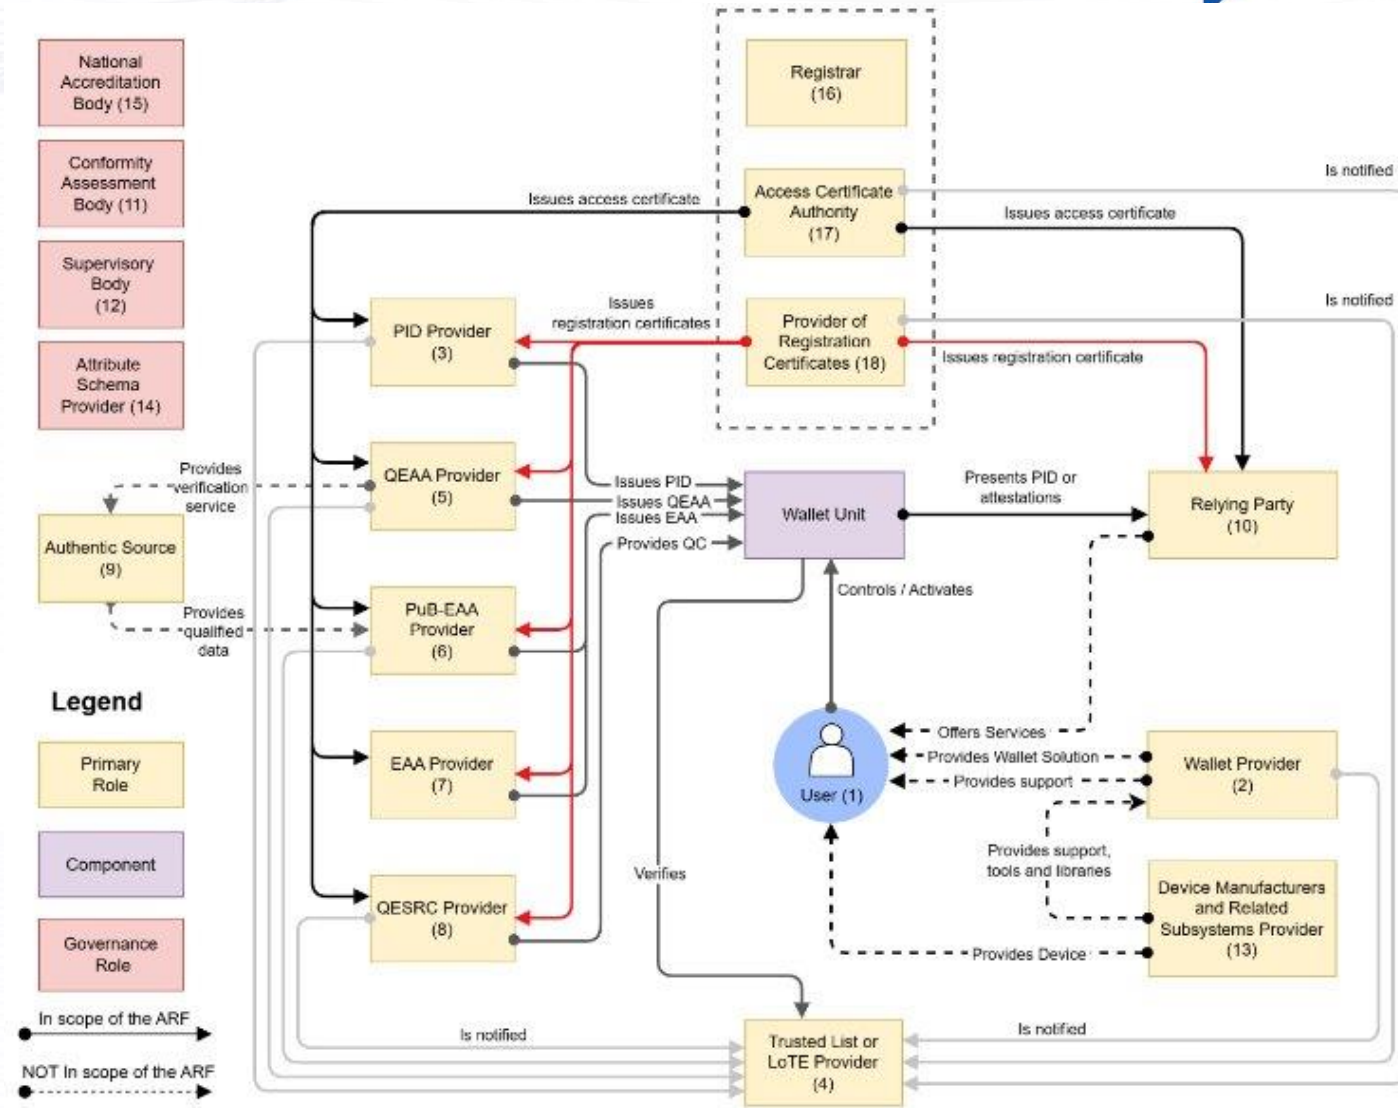 National
Accreditation
Body (15)
Conformity
Assessment
Body (11)
Supervisory
Body
(12)
Attribute
Schema
Provider (14)
Registrar
(16)
Access Certificate
Authority
(17)
Provider of
Registration
Certificates (18)
Is notified
Issues access certificate
Issues access certificate
Is notified
Issues
registration certificates
Issues registration certificate
PID Provider
(3)
QEAA Provider
(5)
PuB-EAA
Provider
(6)
EAA Provider
(7)
QESRC Provider
(8)
Provides
verification
service
Authentic Source
(9)
Provides
qualified
data
Issues PID
Issues QEAA
Issues EAA
Provides QC
Wallet Unit
Presents PID or
attestations
Relying Party
(10)
Controls / Activates
User (1)
Offers Services
Provides Wallet Solution
Provides support
Wallet Provider
(2)
Provides support,
tools and libraries
Device Manufacturers
and Related
Subsystems Provider
(13)
Provides Device
Verifies
Is notified
Is notified
Trusted List or
LoTE Provider
(4)
Legend
Primary
Role
Component
Governance
Role
In scope of the ARF
NOT In scope of the ARF